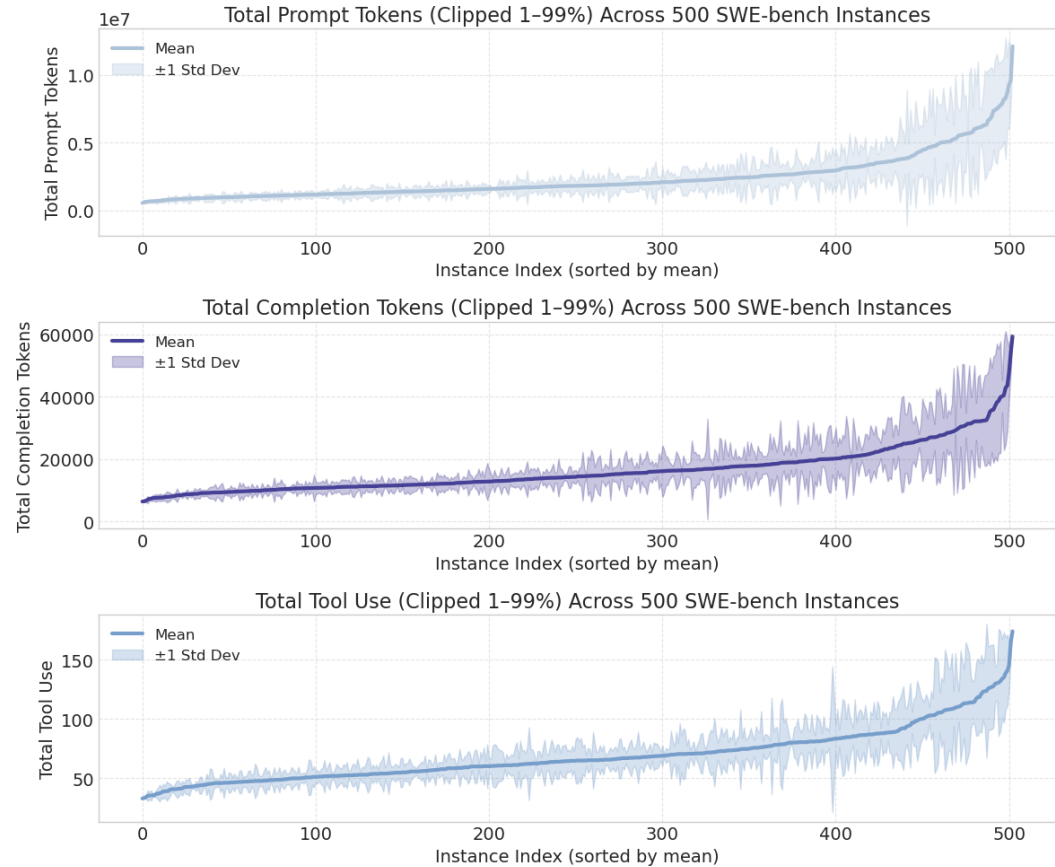 Total Prompt Tokens (Clipped 1–99%) Across 500 SWE-bench Instances
1e7
Mean
±1 Std Dev
Total Prompt Tokens
1.0
0.5
0.0
0 100 200 300 400 500
Instance Index (sorted by mean)
Total Completion Tokens (Clipped 1–99%) Across 500 SWE-bench Instances
Mean
±1 Std Dev
Total Completion Tokens
60000
40000
20000
0
0 100 200 300 400 500
Instance Index (sorted by mean)
Total Tool Use (Clipped 1–99%) Across 500 SWE-bench Instances
Mean
±1 Std Dev
Total Tool Use
150
100
50
0 100 200 300 400 500
Instance Index (sorted by mean)